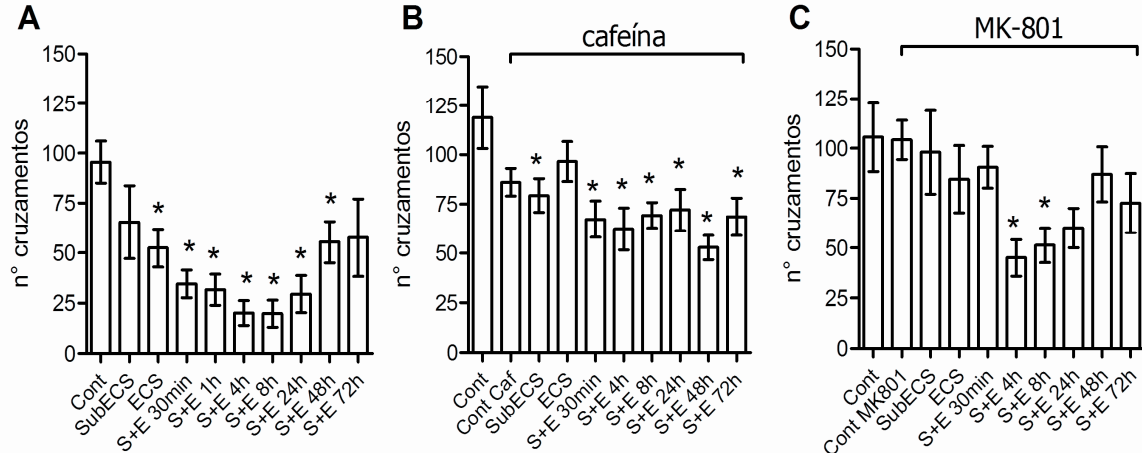 A
n° cruzamentos
150
125
100
75
50
25
0
* * * * * * *
Cont
SubECS
ECS
S+E 30min
S+E 1h
S+E 4h
S+E 8h
S+E 24h
S+E 48h
S+E 72h
B
cafeína
n° cruzamentos
150
125
100
75
50
25
0
* * * * * * *
Cont
Cont Caf
SubECS
ECS
S+E 30min
S+E 4h
S+E 8h
S+E 24h
S+E 48h
S+E 72h
C
MK-801
n° cruzamentos
150
125
100
75
50
25
0
* *
Cont
Cont MK801
SubECS
ECS
S+E 30min
S+E 4h
S+E 8h
S+E 24h
S+E 48h
S+E 72h